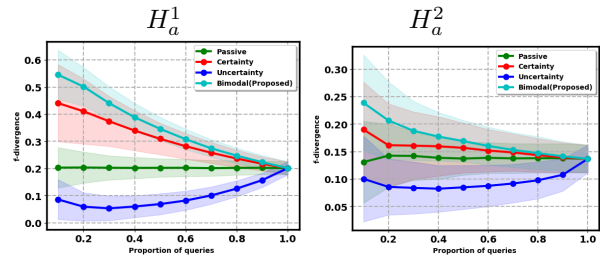 H_a^1
0.6
0.5
0.4
0.3
0.2
0.1
0.0
f-divergence
0.2 0.4 0.6 0.8 1.0
Proportion of queries
Passive
Certainty
Uncertainty
Bimodal(Proposed)
H_a^2
0.30
0.25
0.20
0.15
0.10
0.05
f-divergence
0.2 0.4 0.6 0.8 1.0
Proportion of queries
Passive
Certainty
Uncertainty
Bimodal(Proposed)